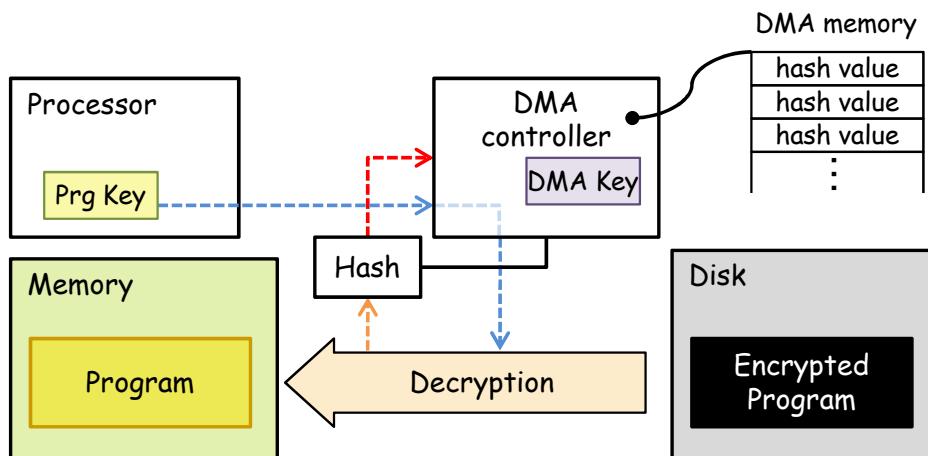 DMA memory
hash value
hash value
hash value
Processor
DMA
controller
Prg Key
DMA Key
Hash
Memory
Disk
Program
Decryption
Encrypted
Program